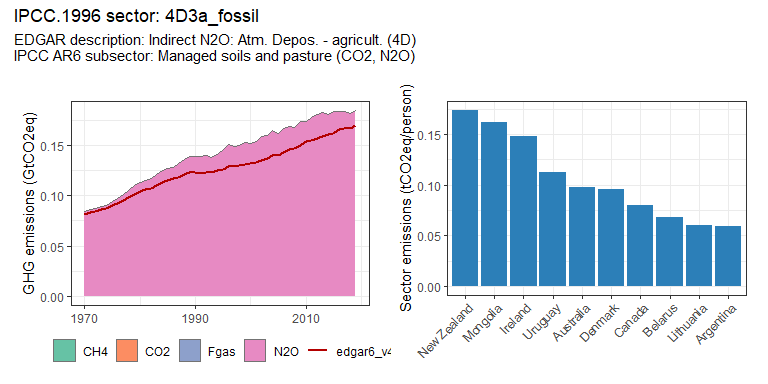 IPCC.1996 sector: 4D3a_fossil
EDGAR description: Indirect N2O: Atm. Depos. - agricult. (4D)
IPCC AR6 subsector: Managed soils and pasture (CO2, N2O)
GHG emissions (GtCO2eq)
0.15
0.10
0.05
0.00
1970
1990
2010
CH4
CO2
Fgas
N2O
edgar6_v4
Sector emissions (tCO2eq/person)
0.15
0.10
0.05
0.00
New Zealand
Mongolia
Ireland
Uruguay
Australia
Denmark
Canada
Belarus
Lithuania
Argentina